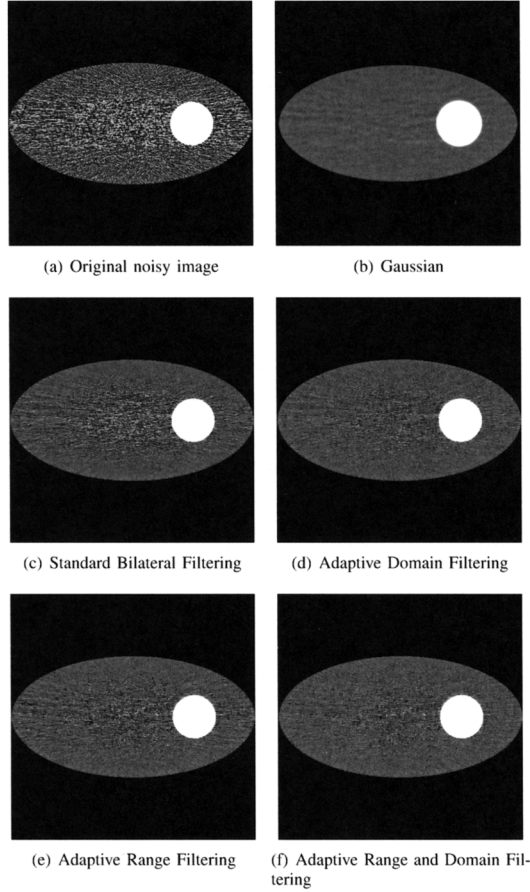 (a) Original noisy image
(b) Gaussian
(c) Standard Bilateral Filtering
(d) Adaptive Domain Filtering
(e) Adaptive Range Filtering
(f) Adaptive Range and Domain Fil-
tering